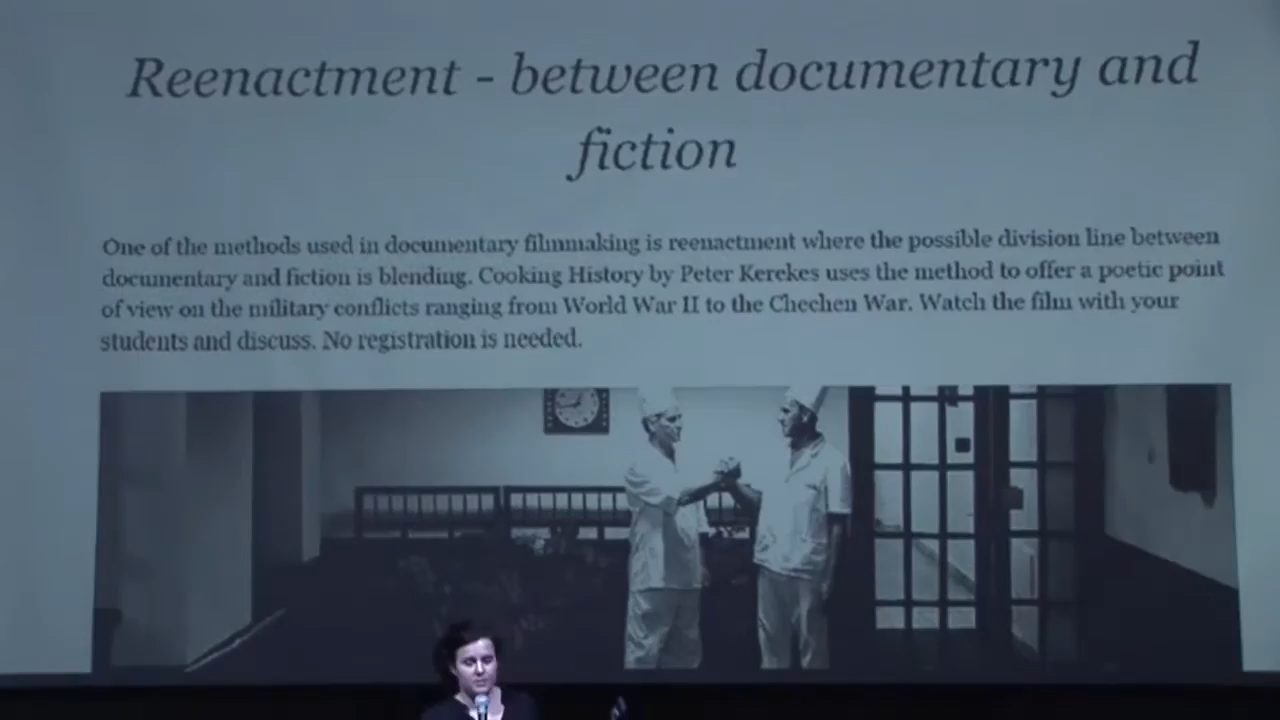 Reenactment - between documentary and
fiction
One of the methods used in documentary filmmaking is reenactment where the possible division line between
documentary and fiction is blending. Cooking History by Peter Kerekes uses the method to offer a poetic point
of view on the military conflicts ranging from World War II to the Chechen War. Watch the film with your
students and discuss. No registration is needed.